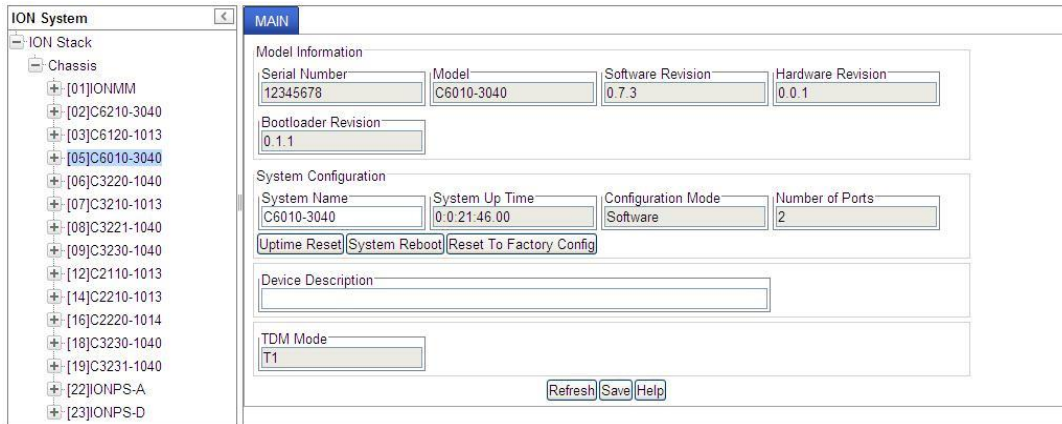 ION System
ION Stack
Chassis
[01]IONMM
[02]C6210-3040
[03]C6120-1013
[05]C6010-3040
[06]C3220-1040
[07]C3210-1013
[08]C3221-1040
[09]C3230-1040
[12]C2110-1013
[14]C2210-1013
[16]C2220-1014
[18]C3230-1040
[19]C3231-1040
[22]IONPS-A
[23]IONPS-D
MAIN
Model Information
Serial Number Model Software Revision Hardware Revision
12345678 C6010-3040 0.7.3 0.0.1
Bootloader Revision
0.1.1
System Configuration
System Name System Up Time Configuration Mode Number of Ports
C6010-3040 0:0:21:46.00 Software 2
Uptime Reset System Reboot Reset To Factory Config
Device Description
TDM Mode
T1
Refresh Save Help